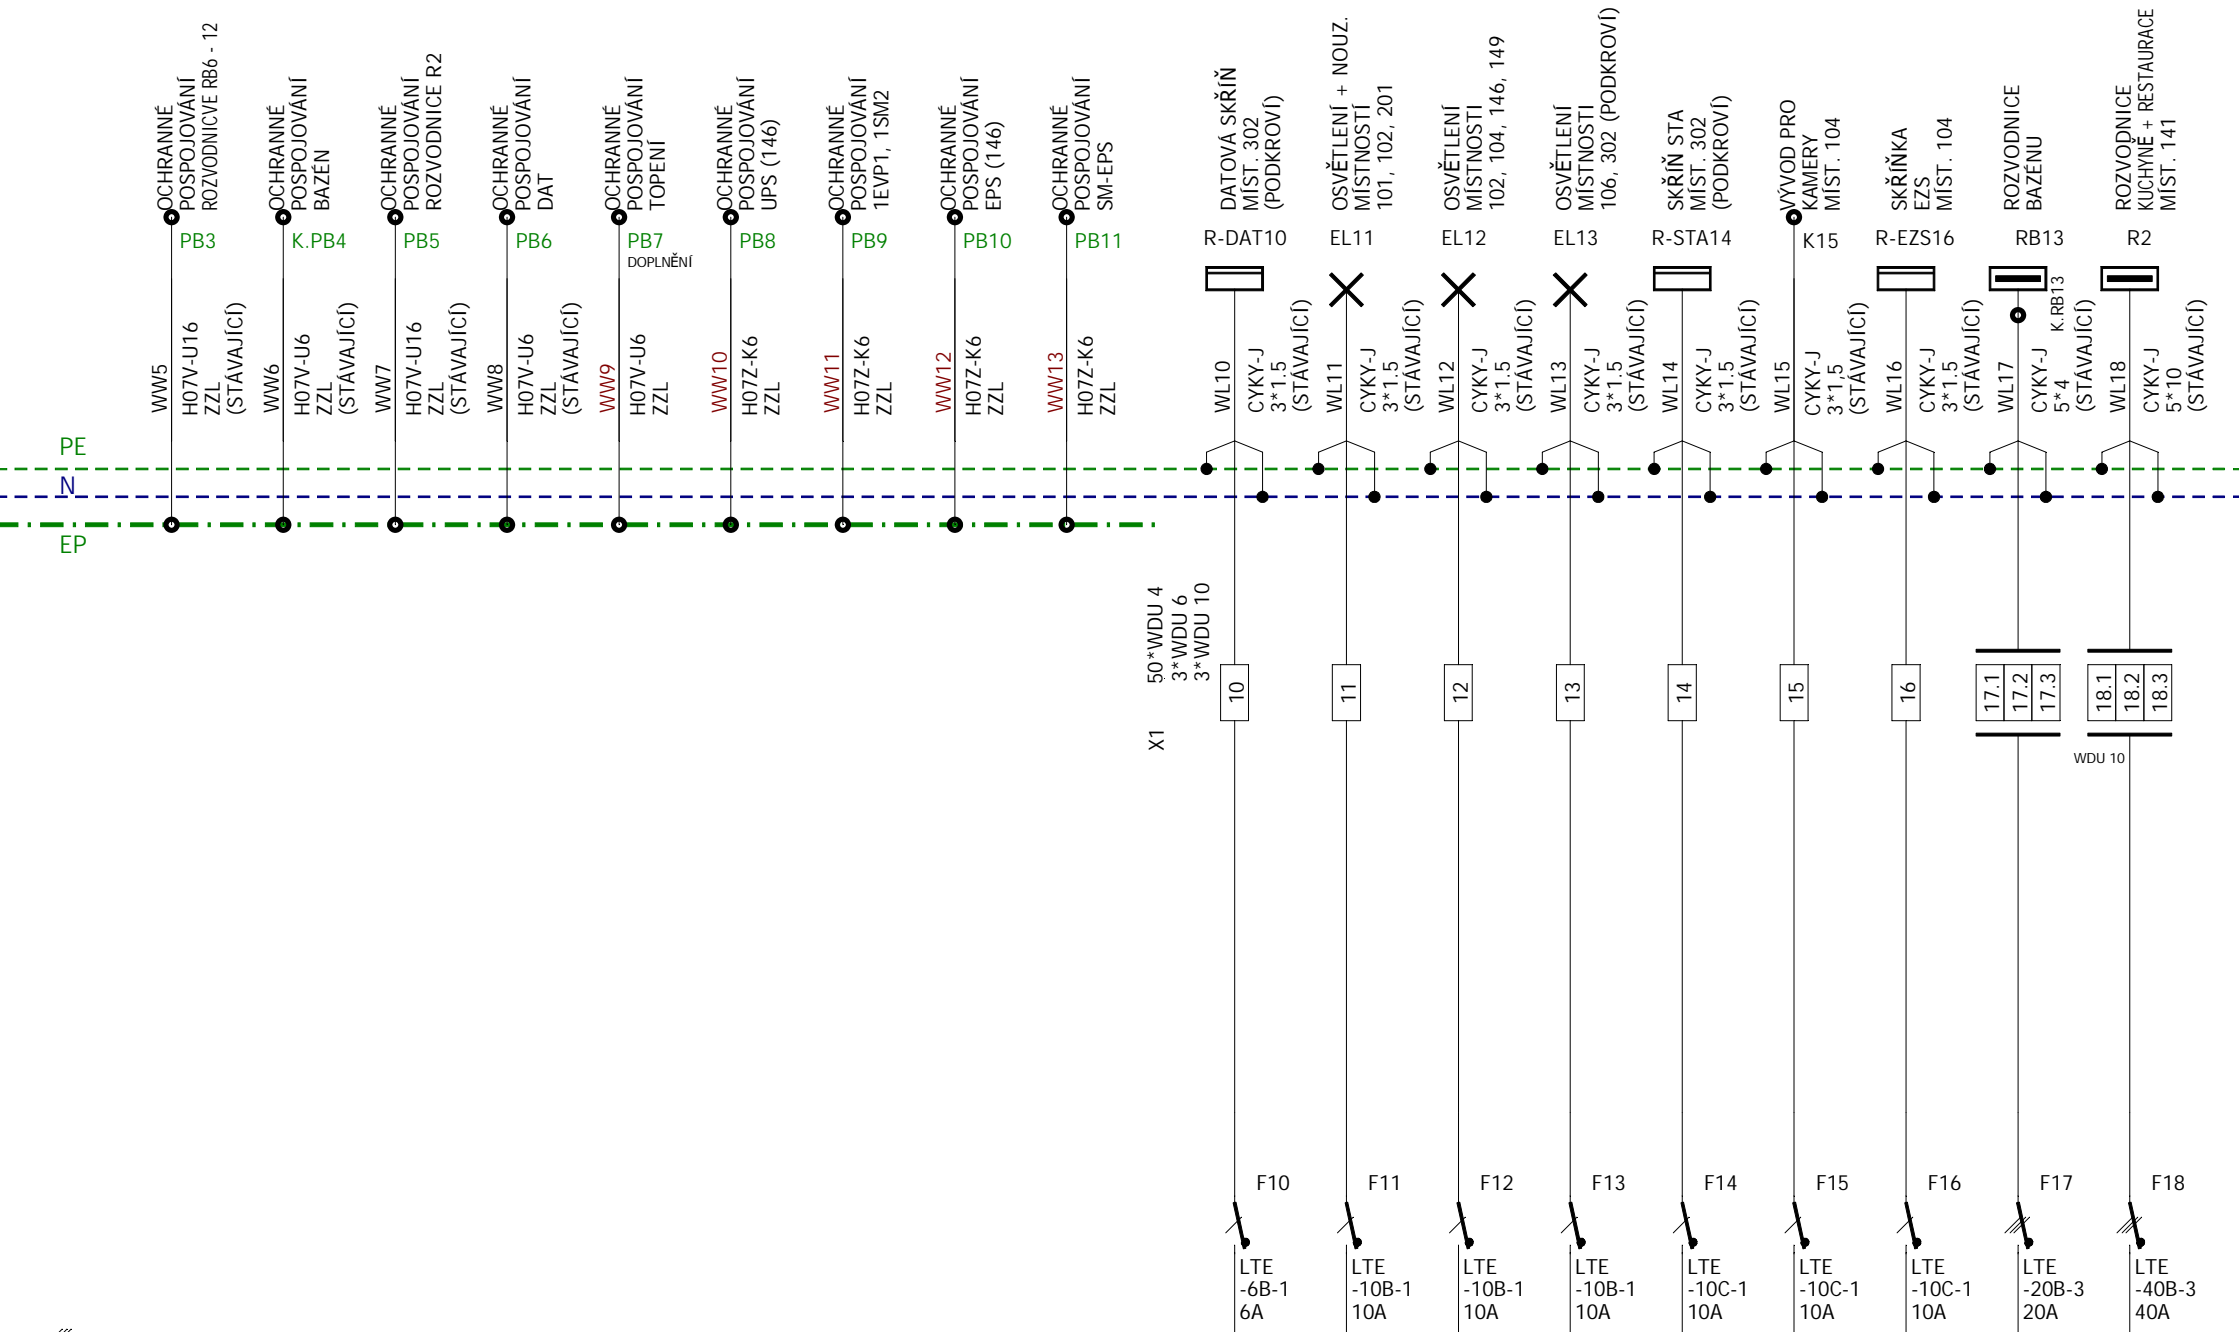 OCHRANNÉ
POSPOJOVÁNÍ
ROZVODNICVE RB6 - 12
OCHRANNÉ
POSPOJOVÁNÍ
BAZÉN
OCHRANNÉ
POSPOJOVÁNÍ
ROZVODNICE R2
OCHRANNÉ
POSPOJOVÁNÍ
DAT
OCHRANNÉ
POSPOJOVÁNÍ
TOPENÍ
OCHRANNÉ
POSPOJOVÁNÍ
UPS (146)
OCHRANNÉ
POSPOJOVÁNÍ
1EVP1, 1SM2
OCHRANNÉ
POSPOJOVÁNÍ
EPS (146)
OCHRANNÉ
POSPOJOVÁNÍ
SM-EPS
DATOVÁ SKŘÍŇ
MÍST. 302
(PODKROVÍ)
OSVĚTLENÍ + NOUZ.
MÍSTNOSTÍ
101, 102, 201
OSVĚTLENÍ
MÍSTNOSTI
102, 104, 146, 149
OSVĚTLENÍ
MÍSTNOSTI
106, 302 (PODKROVÍ)
SKŘÍŇ STA
MÍST. 302
(PODKROVÍ)
VÝVOD PRO
KAMERY
MÍST. 104
SKŘÍŇKA
EZS
MÍST. 104
ROZVODNICE
BAZÉNU
ROZVODNICE
KUCHYNĚ + RESTAURACE
MÍST. 141
PB3
K.PB4
PB5
PB6
PB7
DOPLNĚNÍ
PB8
PB9
PB10
PB11
R-DAT10
EL11
EL12
EL13
R-STA14
K15
R-EZS16
RB13
R2
K.RB13
WW5
H07V-U16
ZZL
(STÁVAJÍCÍ)
WW6
H07V-U6
ZZL
(STÁVAJÍCÍ)
WW7
H07V-U16
ZZL
(STÁVAJÍCÍ)
WW8
H07V-U6
ZZL
(STÁVAJÍCÍ)
WW9
H07V-U6
ZZL
WW10
H07Z-K6
ZZL
WW11
H07Z-K6
ZZL
WW12
H07Z-K6
ZZL
WW13
H07Z-K6
ZZL
WL10
CYKY-J
3*1.5
(STÁVAJÍCÍ)
WL11
CYKY-J
3*1.5
(STÁVAJÍCÍ)
WL12
CYKY-J
3*1.5
(STÁVAJÍCÍ)
WL13
CYKY-J
3*1.5
(STÁVAJÍCÍ)
WL14
CYKY-J
3*1.5
(STÁVAJÍCÍ)
WL15
CYKY-J
3*1,5
(STÁVAJÍCÍ)
WL16
CYKY-J
3*1.5
(STÁVAJÍCÍ)
WL17
CYKY-J
5*4
(STÁVAJÍCÍ)
WL18
CYKY-J
5*10
(STÁVAJÍCÍ)
PE
N
EP
X1
50*WDU 4
3*WDU 6
3*WDU 10
10
11
12
13
14
15
16
17.1
17.2
17.3
18.1
18.2
18.3
WDU 10
F10
F11
F12
F13
F14
F15
F16
F17
F18
LTE
-6B-1
6A
LTE
-10B-1
10A
LTE
-10B-1
10A
LTE
-10B-1
10A
LTE
-10C-1
10A
LTE
-10C-1
10A
LTE
-10C-1
10A
LTE
-20B-3
20A
LTE
-40B-3
40A